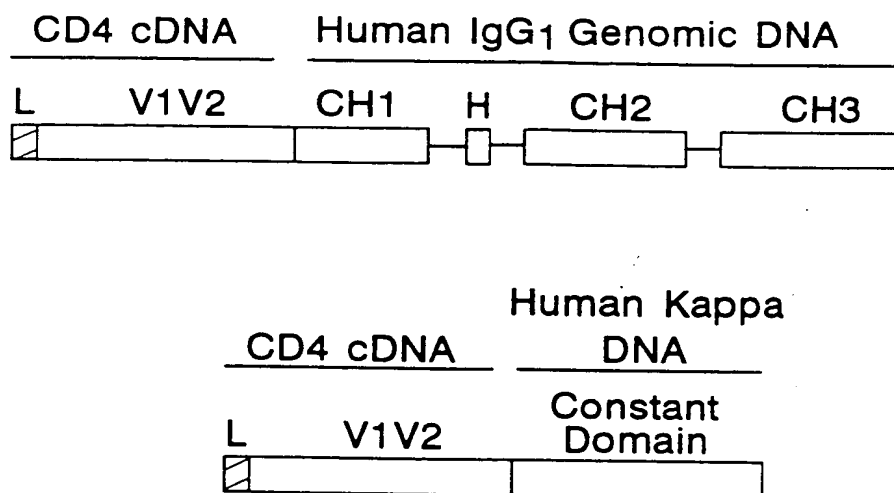 CD4 cDNA Human IgG1 Genomic DNA
L V1V2 CH1 H CH2 CH3
Human Kappa
CD4 cDNA DNA
Constant
L V1V2 Domain